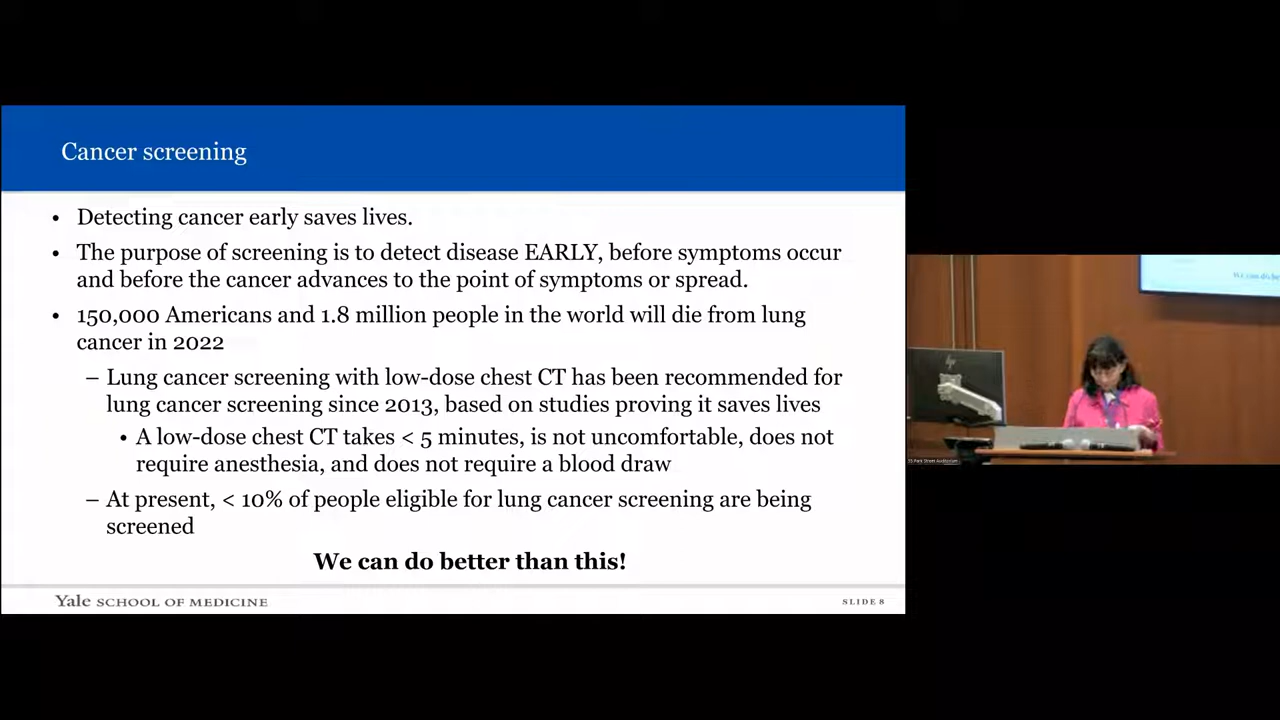 Cancer screening
• Detecting cancer early saves lives.
• The purpose of screening is to detect disease EARLY, before symptoms occur
and before the cancer advances to the point of symptoms or spread.
• 150,000 Americans and 1.8 million people in the world will die from lung
cancer in 2022
– Lung cancer screening with low-dose chest CT has been recommended for
lung cancer screening since 2013, based on studies proving it saves lives
• A low-dose chest CT takes < 5 minutes, is not uncomfortable, does not
require anesthesia, and does not require a blood draw
– At present, < 10% of people eligible for lung cancer screening are being
screened
We can do better than this!
Yale SCHOOL OF MEDICINE
SLIDE 8
hp
Park Street Auditorium